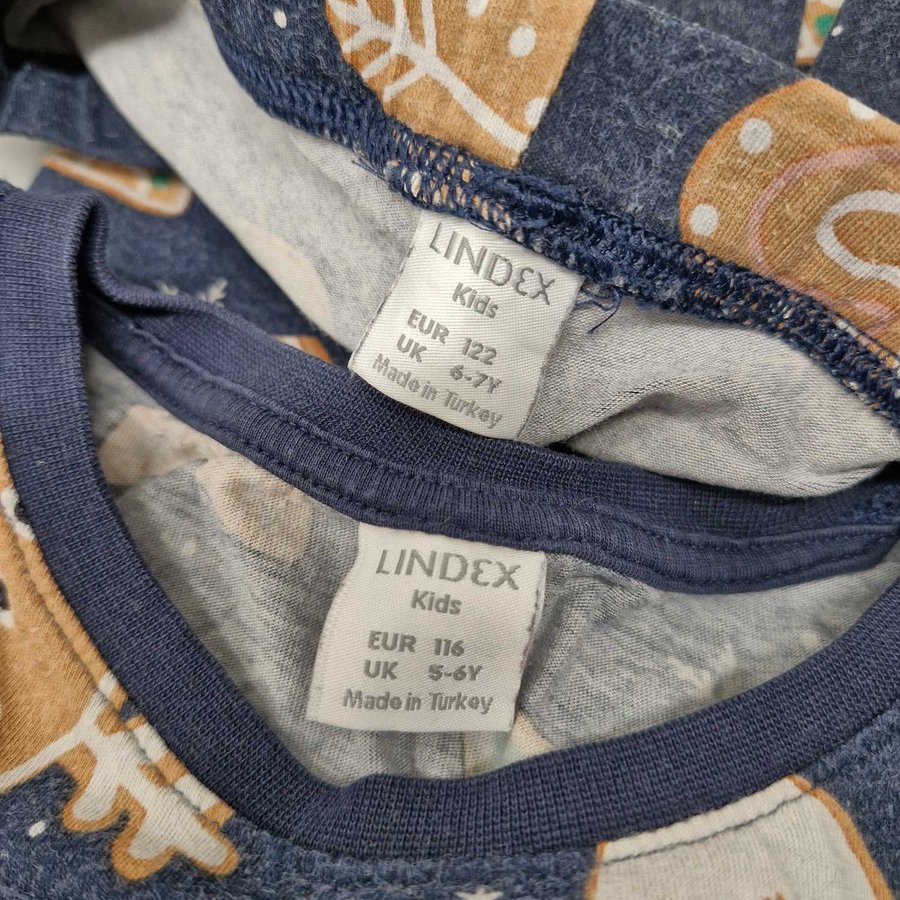 LINDEX
Kids
EUR 122
UK 6-7Y
Made in Turkey
LINDEX
Kids
EUR 116
UK 5-6Y
Made in Turkey